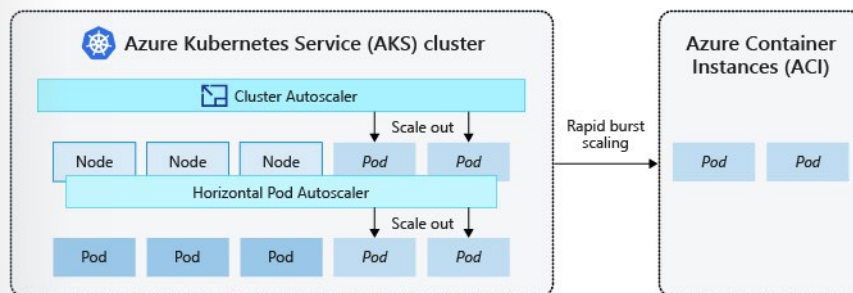 Azure Kubernetes Service (AKS) cluster
Cluster Autoscaler
Scale out
Node
Node
Node
Pod
Pod
Horizontal Pod Autoscaler
Scale out
Pod
Pod
Pod
Pod
Pod
Rapid burst
scaling
Azure Container
Instances (ACI)
Pod
Pod